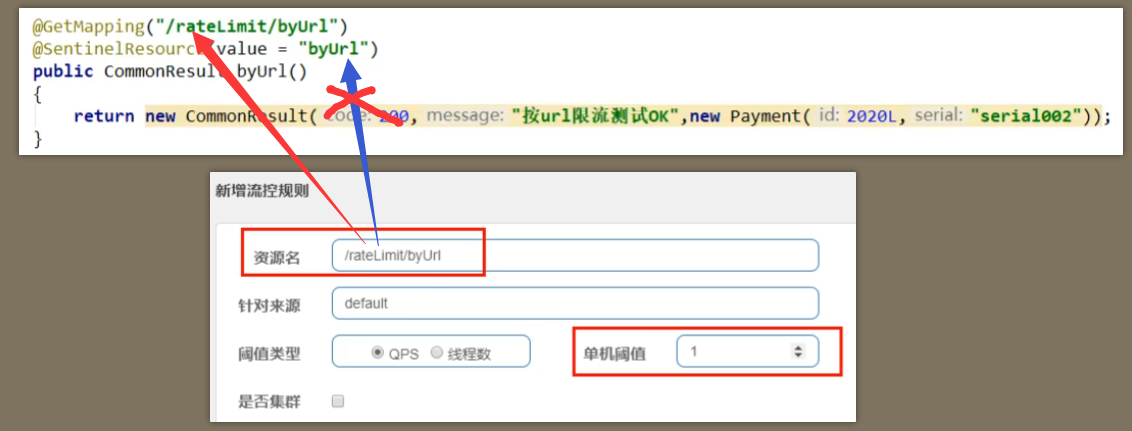 @GetMapping("/rateLimit/byUrl")
@SentinelResource value = "byUrl")
public CommonResult byUrl()
{
return new CommonResult( code: 200, message: "按url限流测试OK",new Payment( id: 2020L, serial: "serial002"));
}
新增流控规则
资源名 /rateLimit/byUrl
针对来源 default
阈值类型 QPS 线程数 单机阈值 1
是否集群